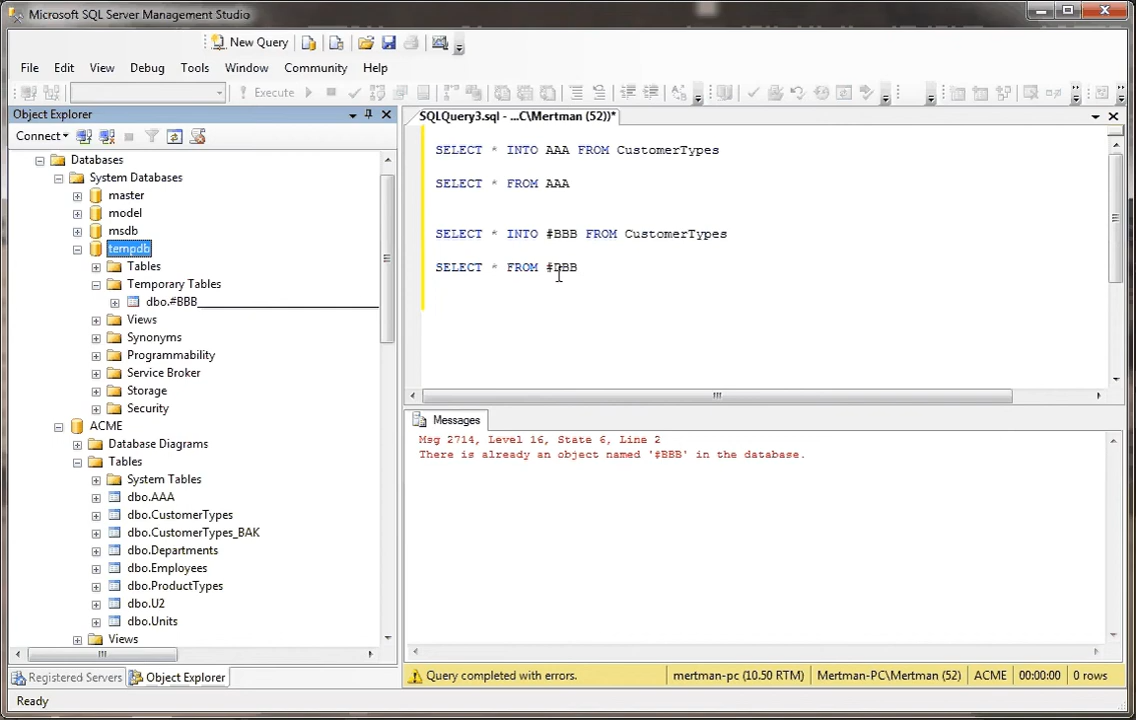 Microsoft SQL Server Management Studio
New Query
File Edit View Debug Tools Window Community Help
Execute
Object Explorer
SQLQuery3.sql - ...C\Mertman (52))*
Connect
Databases
System Databases
master
model
msdb
tempdb
Tables
Temporary Tables
dbo.#BBB
Views
Synonyms
Programmability
Service Broker
Storage
Security
ACME
Database Diagrams
Tables
System Tables
dbo.AAA
dbo.CustomerTypes
dbo.CustomerTypes_BAK
dbo.Departments
dbo.Employees
dbo.ProductTypes
dbo.U2
dbo.Units
Views
Registered Servers Object Explorer
SELECT * INTO AAA FROM CustomerTypes
SELECT * FROM AAA
SELECT * INTO #BBB FROM CustomerTypes
SELECT * FROM #BBB
Messages
Msg 2714, Level 16, State 6, Line 2
There is already an object named '#BBB' in the database.
Query completed with errors. mertman-pc (10.50 RTM) Mertman-PC\Mertman (52) ACME 00:00:00 0 rows
Ready